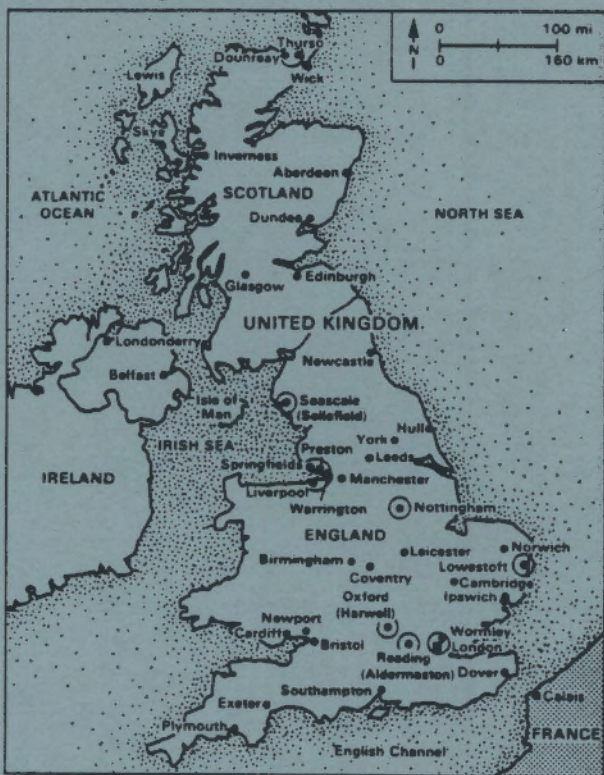 0 100 mi
N
0 160 km
Thurso
Dounreay
Wick
Lewis
Skye
Inverness
Aberdeen
ATLANTIC
OCEAN
SCOTLAND
Dundee
NORTH SEA
Glasgow
Edinburgh
UNITED KINGDOM
Londonderry
Newcastle
Belfast
Isle of
Man
Seascale
(Sellafield)
Hull
York
IRISH SEA
Preston
Leeds
Springfields
IRELAND
Manchester
Liverpool
Warrington
Nottingham
ENGLAND
Leicester
Norwich
Birmingham
Lowestoft
Coventry
Cambridge
Oxford
(Harwell)
Ipswich
Newport
Wormley
Cardiff
Bristol
London
Reading
(Aldermaston)
Dover
Southampton
Calais
Exeter
Plymouth
FRANCE
English Channel